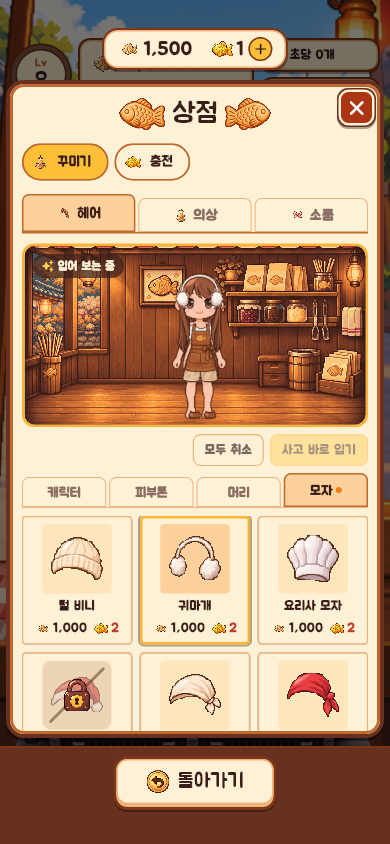 1,500
1
Lv
0
초당 0개
상점
꾸미기
충전
헤어
의상
소품
입어 보는 중
모두 취소
사고 바로 입기
캐릭터
피부톤
머리
모자
털 비니
귀마개
요리사 모자
1,000 2
1,000 2
1,000 2
돌아가기